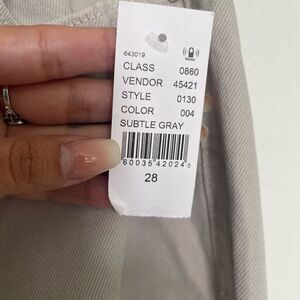 643019
CLASS 0860
VENDOR 45421
STYLE 0130
COLOR 004
SUBTLE GRAY
60035420240
28